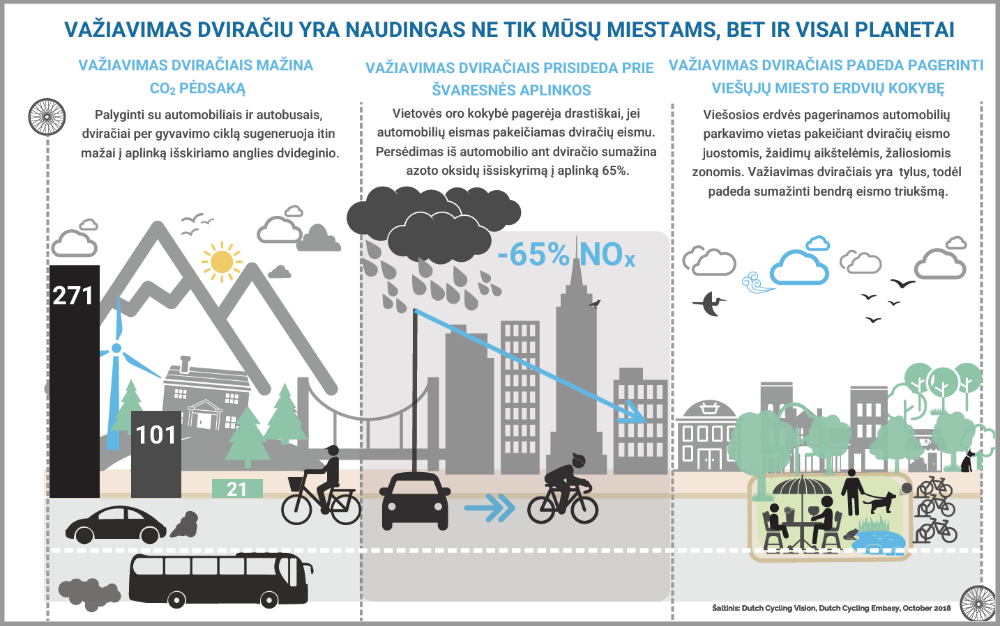 VAŽIAVIMAS DVIRAČIU YRA NAUDINGAS NE TIK MŪSŲ MIESTAMS, BET IR VISAI PLANETAI
VAŽIAVIMAS DVIRAČIAIS MAŽINA
CO₂ PĖDSAKĄ
Palyginti su automobiliais ir autobusais,
dviračiai per gyvavimo ciklą sugeneruoja itin
mažai į aplinką išskiriamo anglies dvideginio.
271
101
21
VAŽIAVIMAS DVIRAČIAIS PRISIDEDA PRIE
ŠVARESNĖS APLINKOS
Vietovės oro kokybė pagerėja drastiškai, jei
automobilių eismas pakeičiamas dviračių eismu.
Persėdimas iš automobilio ant dviračio sumažina
azoto oksidų išsiskyrimą į aplinką 65%.
-65% NOₓ
VAŽIAVIMAS DVIRAČIAIS PADEDA PAGERINTI
VIEŠŲJŲ MIESTO ERDVIŲ KOKYBĘ
Viešosios erdvės pagerinamos automobilių
parkavimo vietas pakeičiant dviračių eismo
juostomis, žaidimų aikštelėmis, žaliosiomis
zonomis. Važiavimas dviračiais yra tylus, todėl
padeda sumažinti bendrą eismo triukšmą.
Šaltinis: Dutch Cycling Vision, Dutch Cycling Embasy, October 2018